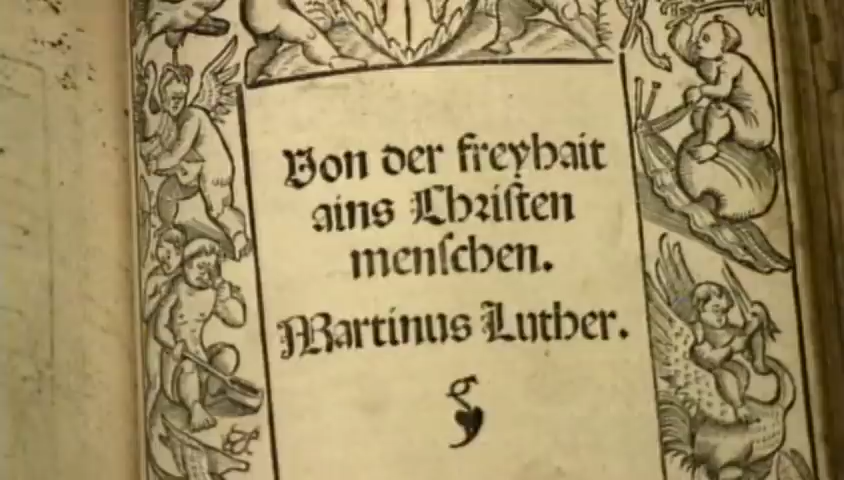 Von der freyhait
ains Chriſten
menſchen.
Martinus Luther.